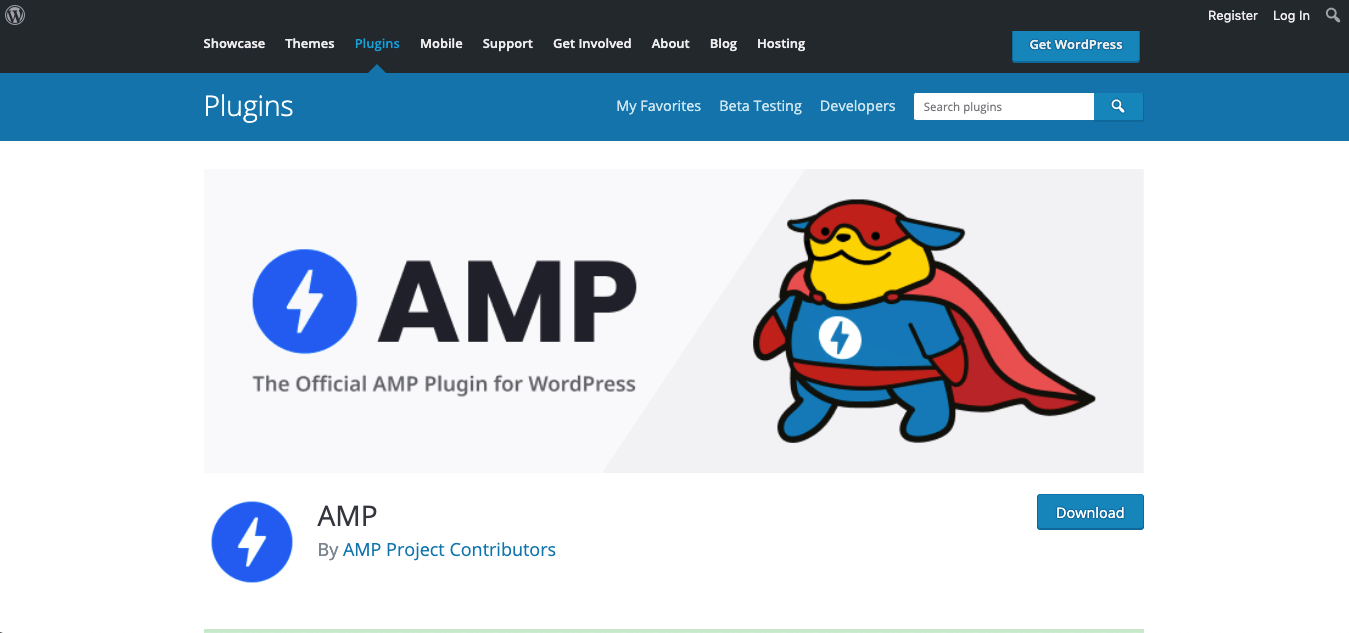 Register Log In
Showcase Themes Plugins Mobile Support Get Involved About Blog Hosting Get WordPress
Plugins My Favorites Beta Testing Developers Search plugins
AMP
The Official AMP Plugin for WordPress
AMP Download
By AMP Project Contributors